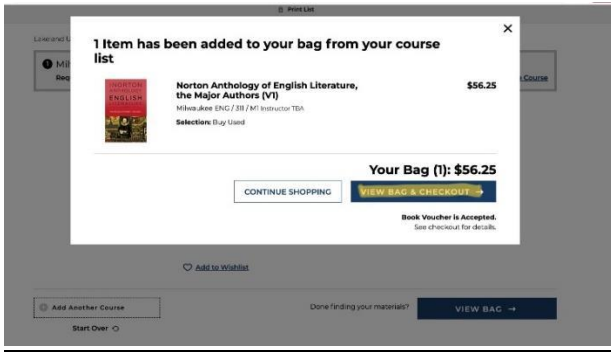 Print List
1 Item has been added to your bag from your course
list
Mil
Req
Course
NORTON
ENGLISH
Norton Anthology of English Literature,
the Major Authors (V1)
$56.25
Milwaukee ENG / 311 / M1 Instructor TBA
Selection: Buy Used
Your Bag (1): $56.25
CONTINUE SHOPPING
VIEW BAG & CHECKOUT →
Book Voucher is Accepted.
See checkout for details.
Add to Wishlist
Add Another Course
Done finding your materials?
VIEW BAG →
Start Over